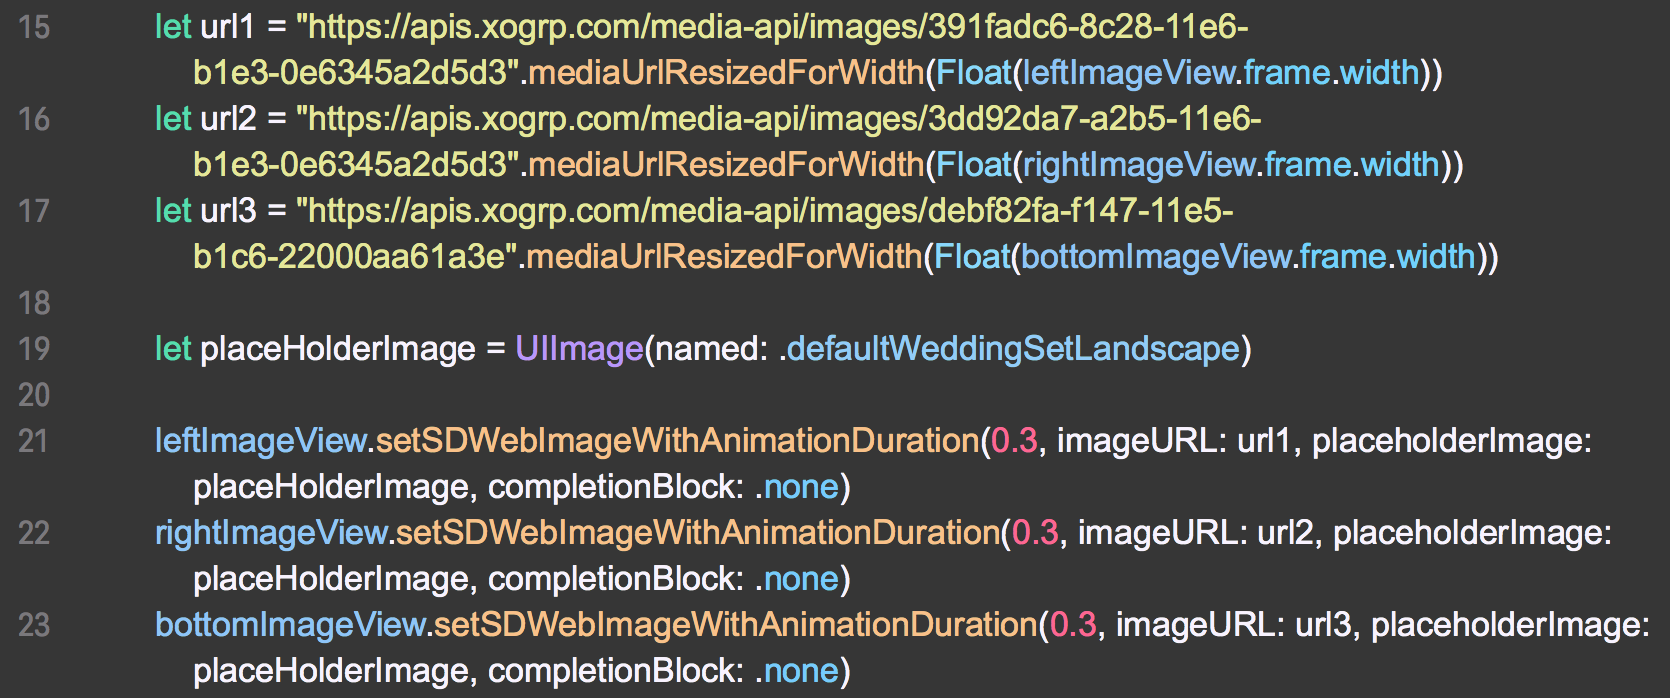 15 let url1 = "https://apis.xogrp.com/media-api/images/391fadc6-8c28-11e6-
b1e3-0e6345a2d5d3".mediaUrlResizedForWidth(Float(leftImageView.frame.width))
16 let url2 = "https://apis.xogrp.com/media-api/images/3dd92da7-a2b5-11e6-
b1e3-0e6345a2d5d3".mediaUrlResizedForWidth(Float(rightImageView.frame.width))
17 let url3 = "https://apis.xogrp.com/media-api/images/debf82fa-f147-11e5-
b1c6-22000aa61a3e".mediaUrlResizedForWidth(Float(bottomImageView.frame.width))
18
19 let placeHolderImage = UIImage(named: .defaultWeddingSetLandscape)
20
21 leftImageView.setSDWebImageWithAnimationDuration(0.3, imageURL: url1, placeholderImage:
placeHolderImage, completionBlock: .none)
22 rightImageView.setSDWebImageWithAnimationDuration(0.3, imageURL: url2, placeholderImage:
placeHolderImage, completionBlock: .none)
23 bottomImageView.setSDWebImageWithAnimationDuration(0.3, imageURL: url3, placeholderImage:
placeHolderImage, completionBlock: .none)